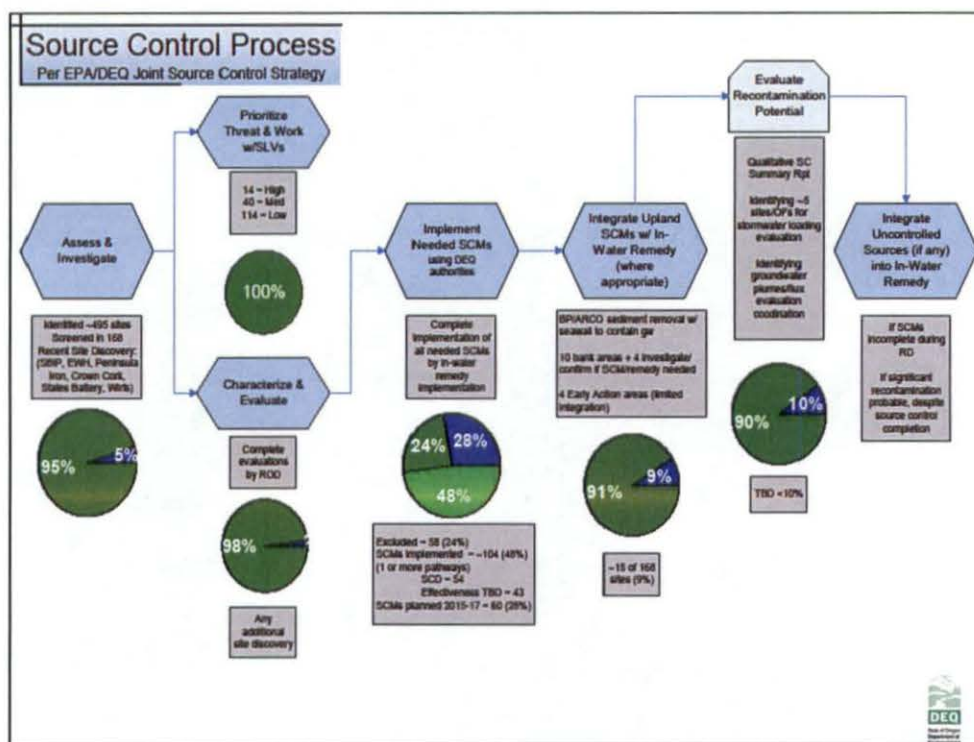 Source Control Process
Per EPA/DEQ Joint Source Control Strategy
Assess &
Investigate
Identified ~495 sites
Screened in 168
Recent Site Discovery:
(SIBIP, EWH, Peninsula
Iron, Crown Cork,
States Battery, Wirfs)
95%
5%
Prioritize
Threat & Work
w/SLVs
14 = High
40 = Med
114 = Low
100%
Characterize &
Evaluate
Complete
evaluations
by ROD
98%
Any
additional
site discovery
Implement
Needed SCMs
using DEQ
authorities
Complete
implementation of
all needed SCMs
by in-water
remedy
implementation
24%
28%
48%
Excluded = 58 (24%)
SCMs Implemented = ~104 (48%)
(1 or more pathways)
SCD = 54
Effectiveness TBD = 43
SCMs planned 2015-17 = 60 (28%)
Integrate Upland
SCMs w/ In-
Water Remedy
(where
appropriate)
BP/ARCO sediment removal w/
seawall to contain gw
10 bank areas + 4 investigate/
confirm if SCM/remedy needed
4 Early Action areas (limited
integration)
91%
9%
~15 of 168
sites (9%)
Evaluate
Recontamination
Potential
Qualitative SC
Summary Rpt
Identifying ~5
sites/OFs for
stormwater loading
evaluation
Identifying
groundwater
plumes/flux
evaluation
coodination
90%
10%
TBD <10%
Integrate
Uncontrolled
Sources (if any)
into In-Water
Remedy
If SCMs
incomplete during
RD
If significant
recontamination
probable, despite
source control
completion
DEQ
State of Oregon
Department of